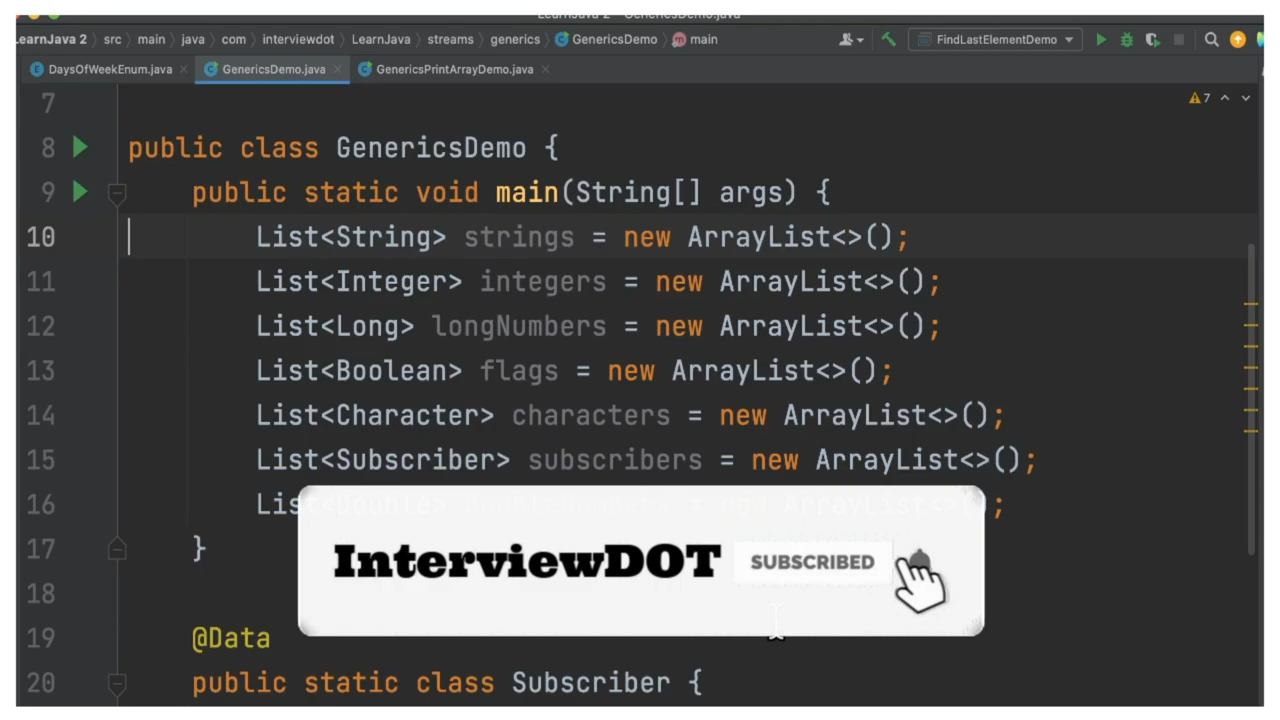 LearnJava 2 – GenericsDemo.java
LearnJava 2 〉 src 〉 main 〉 java 〉 com 〉 interviewdot 〉 LearnJava 〉 streams 〉 generics 〉 GenericsDemo 〉 main FindLastElementDemo
DaysOfWeekEnum.java GenericsDemo.java GenericsPrintArrayDemo.java
7 7
8 public class GenericsDemo {
9 public static void main(String[] args) {
10 List<String> strings = new ArrayList<>();
11 List<Integer> integers = new ArrayList<>();
12 List<Long> longNumbers = new ArrayList<>();
13 List<Boolean> flags = new ArrayList<>();
14 List<Character> characters = new ArrayList<>();
15 List<Subscriber> subscribers = new ArrayList<>();
16 List<Double> = new ArrayList<>();
InterviewDOT SUBSCRIBED
17 }
18
19 @Data
20 public static class Subscriber {